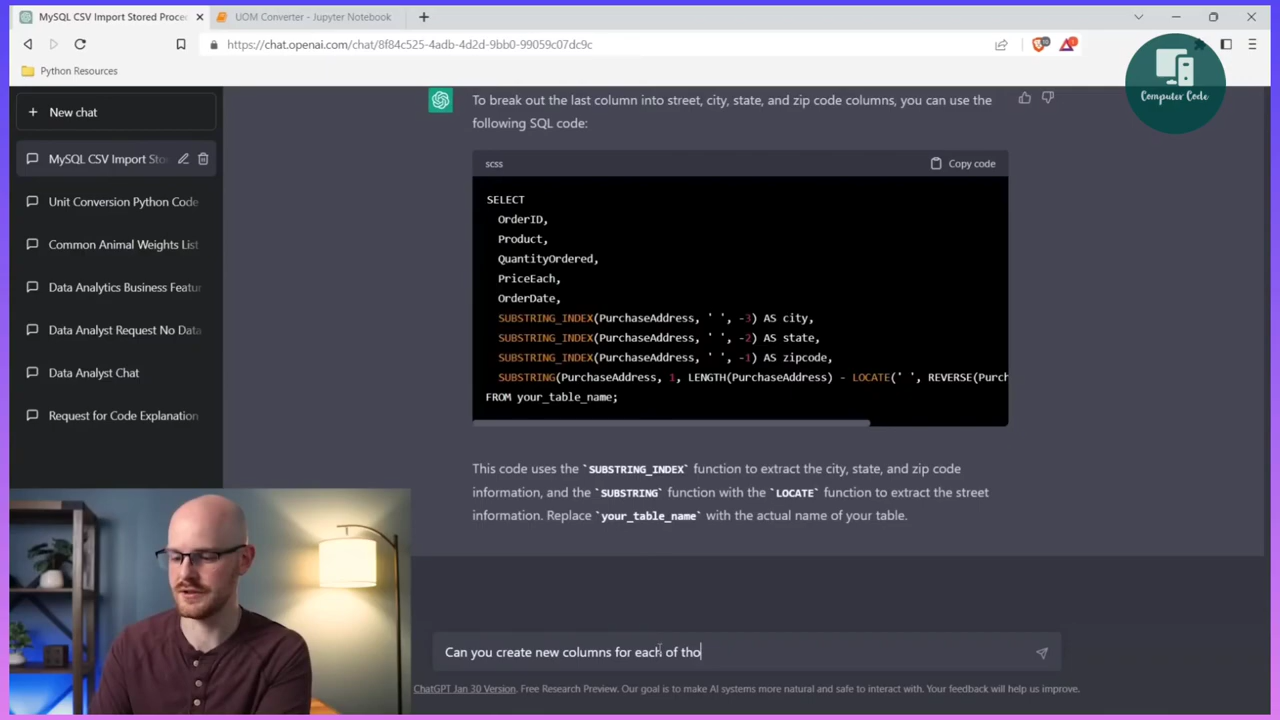 MySQL CSV Import Stored Proce
UOM Converter - Jupyter Notebook
https://chat.openai.com/chat/8f84c525-4adb-4d2d-9bb0-99059c07dc9c
Python Resources
Computer Code
New chat
MySQL CSV Import Sto
Unit Conversion Python Code
Common Animal Weights List
Data Analytics Business Featur
Data Analyst Request No Data
Data Analyst Chat
Request for Code Explanation
To break out the last column into street, city, state, and zip code columns, you can use the
following SQL code:
scss
Copy code
SELECT
OrderID,
Product,
QuantityOrdered,
PriceEach,
OrderDate,
SUBSTRING_INDEX(PurchaseAddress, ' ', -3) AS city,
SUBSTRING_INDEX(PurchaseAddress, ' ', -2) AS state,
SUBSTRING_INDEX(PurchaseAddress, ' ', -1) AS zipcode,
SUBSTRING(PurchaseAddress, 1, LENGTH(PurchaseAddress) - LOCATE(' ', REVERSE(Purch
FROM your_table_name;
This code uses the `SUBSTRING_INDEX` function to extract the city, state, and zip code
information, and the `SUBSTRING` function with the `LOCATE` function to extract the street
information. Replace `your_table_name` with the actual name of your table.
Can you create new columns for each of tho
ChatGPT Jan 30 Version. Free Research Preview. Our goal is to make AI systems more natural and safe to interact with. Your feedback will help us improve.